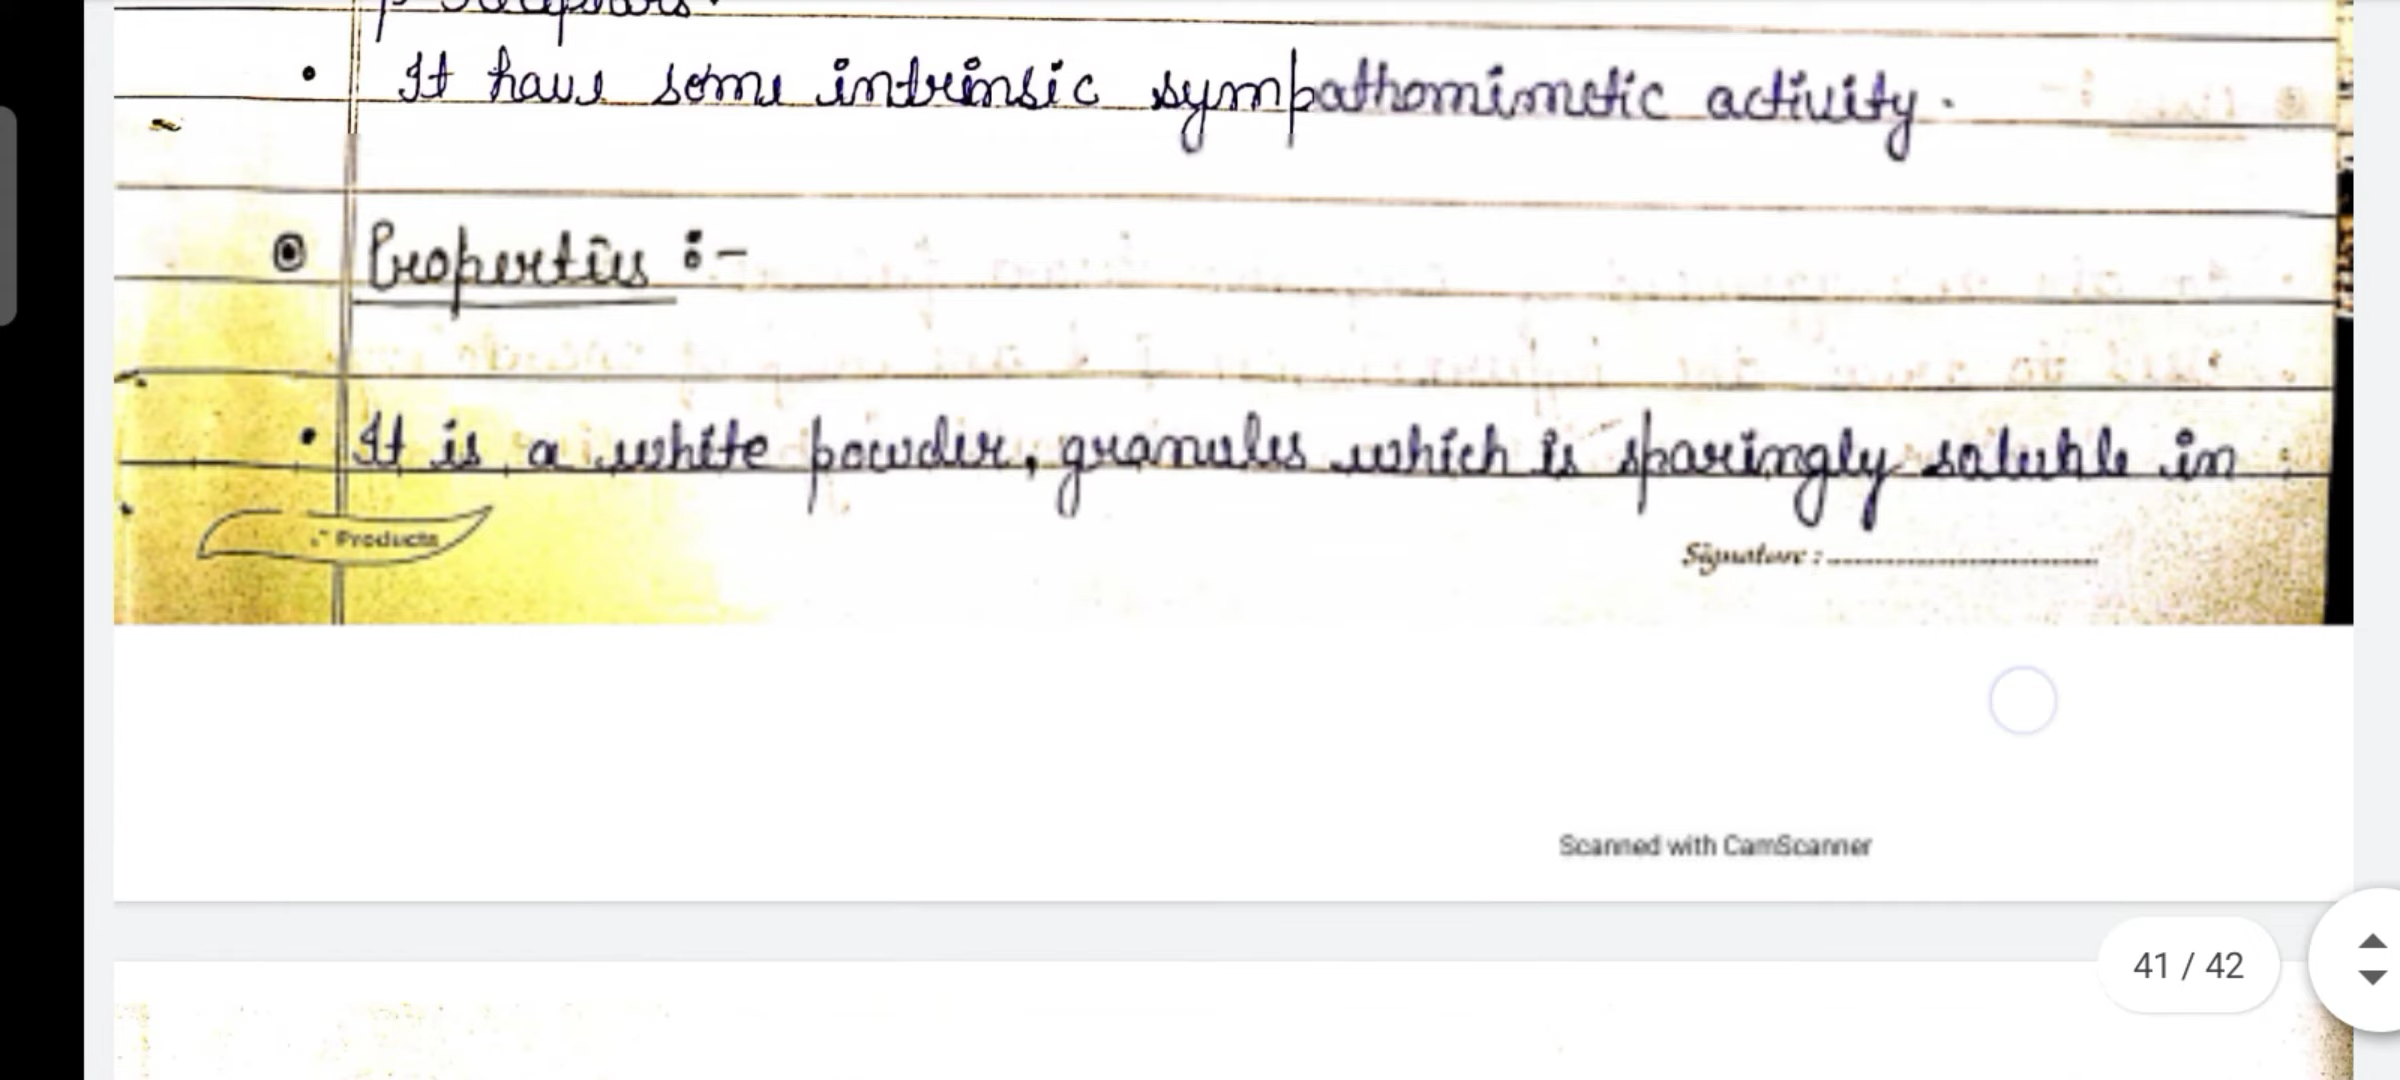 • It have some intrinsic sympathomimetic activity.
Properties :-
• It is a white powder, granules which is sparingly soluble in
Products
Signature :
Scanned with CamScanner
41 / 42